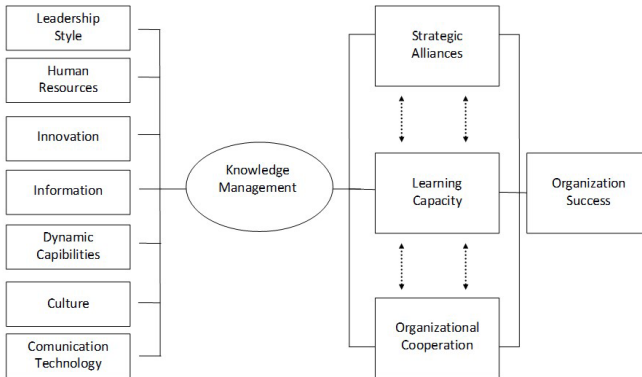 Leadership
Style
Human
Resources
Innovation
Information
Dynamic
Capibilities
Culture
Comunication
Technology
Knowledge
Management
Strategic
Alliances
Learning
Capacity
Organizational
Cooperation
Organization
Success